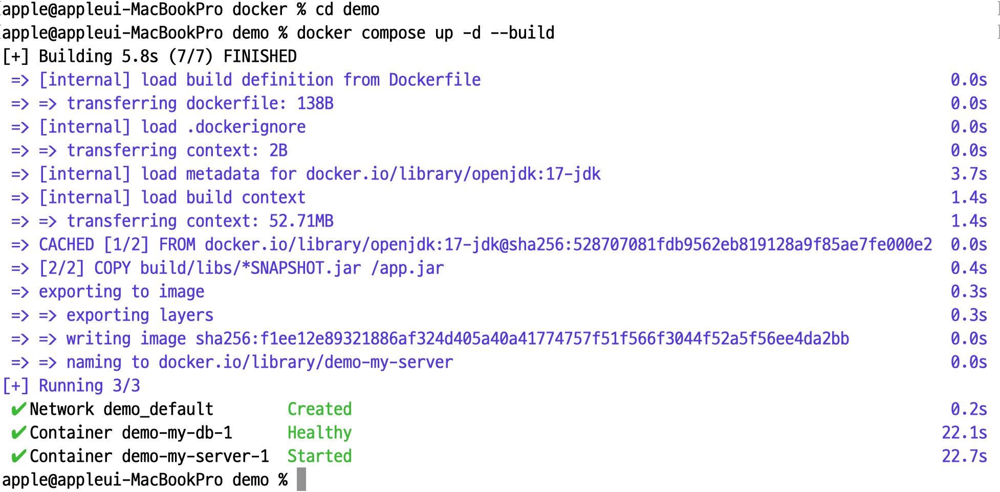 [apple@appleui-MacBookPro docker % cd demo ]
[apple@appleui-MacBookPro demo % docker compose up -d --build ]
[+] Building 5.8s (7/7) FINISHED
=> [internal] load build definition from Dockerfile 0.0s
=> => transferring dockerfile: 138B 0.0s
=> [internal] load .dockerignore 0.0s
=> => transferring context: 2B 0.0s
=> [internal] load metadata for docker.io/library/openjdk:17-jdk 3.7s
=> [internal] load build context 1.4s
=> => transferring context: 52.71MB 1.4s
=> CACHED [1/2] FROM docker.io/library/openjdk:17-jdk@sha256:528707081fdb9562eb819128a9f85ae7fe000e2 0.0s
=> [2/2] COPY build/libs/*SNAPSHOT.jar /app.jar 0.4s
=> exporting to image 0.3s
=> => exporting layers 0.3s
=> => writing image sha256:f1ee12e89321886af324d405a40a41774757f51f566f3044f52a5f56ee4da2bb 0.0s
=> => naming to docker.io/library/demo-my-server 0.0s
[+] Running 3/3
✔ Network demo_default Created 0.2s
✔ Container demo-my-db-1 Healthy 22.1s
✔ Container demo-my-server-1 Started 22.7s
apple@appleui-MacBookPro demo %